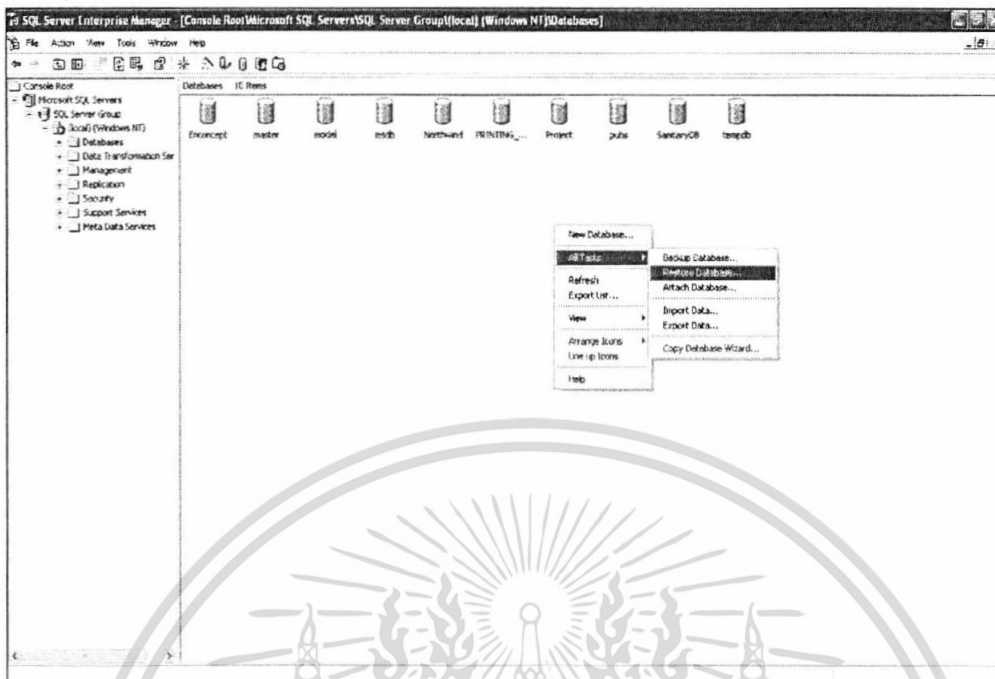 SQL Server Enterprise Manager - [Console Root\Microsoft SQL Servers\SQL Server Group\(local) (Windows NT)\Databases]
File Action View Tools Window Help
Console Root
Microsoft SQL Servers
SQL Server Group
(local) (Windows NT)
Databases
Data Transformation Ser
Management
Replication
Security
Support Services
Meta Data Services
Databases 10 Items
Enconcept master model msdb Northwind PRINTING_... Project pubs SanitaryDB tempdb
New Database...
All Tasks
Refresh
Export List...
View
Arrange Icons
Line up Icons
Help
Backup Database...
Restore Database...
Attach Database...
Import Data...
Export Data...
Copy Database Wizard...